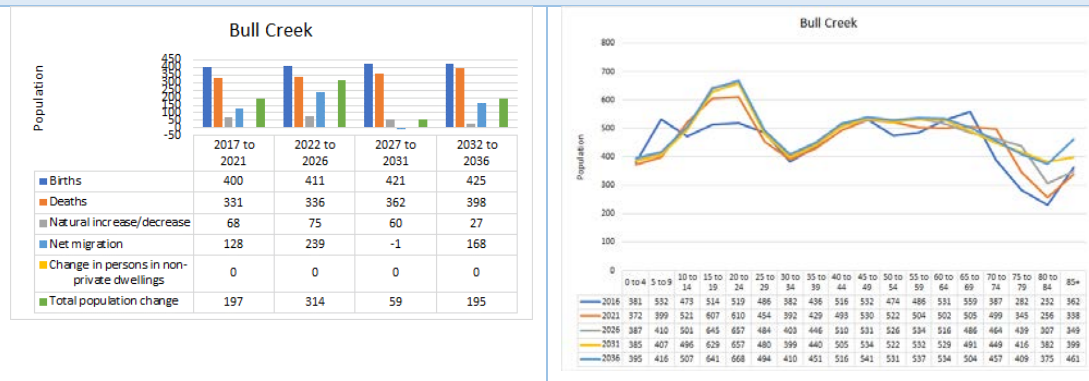 Bull Creek
Population
450
400
350
300
250
200
150
100
50
0
-50
2017 to 2021 2022 to 2026 2027 to 2031 2032 to 2036
Births 400 411 421 425
Deaths 331 336 362 398
Natural increase/decrease 68 75 60 27
Net migration 128 239 -1 168
Change in persons in non-private dwellings 0 0 0 0
Total population change 197 314 59 195
Bull Creek
Population
800
700
600
500
400
300
200
100
0
0 to 4 5 to 9 10 to 14 15 to 19 20 to 24 25 to 29 30 to 34 35 to 39 40 to 44 45 to 49 50 to 54 55 to 59 60 to 64 65 to 69 70 to 74 75 to 79 80 to 84 85+
2016 381 532 473 514 519 486 382 436 516 532 474 486 531 559 387 282 232 362
2021 372 399 521 607 610 454 392 429 493 530 522 504 502 505 499 345 256 338
2026 387 410 501 645 657 484 403 446 510 531 526 534 516 486 464 439 307 349
2031 385 407 496 629 657 480 399 440 505 534 522 532 529 491 449 416 382 399
2036 395 416 507 641 668 494 410 451 516 541 531 537 534 504 457 409 375 461